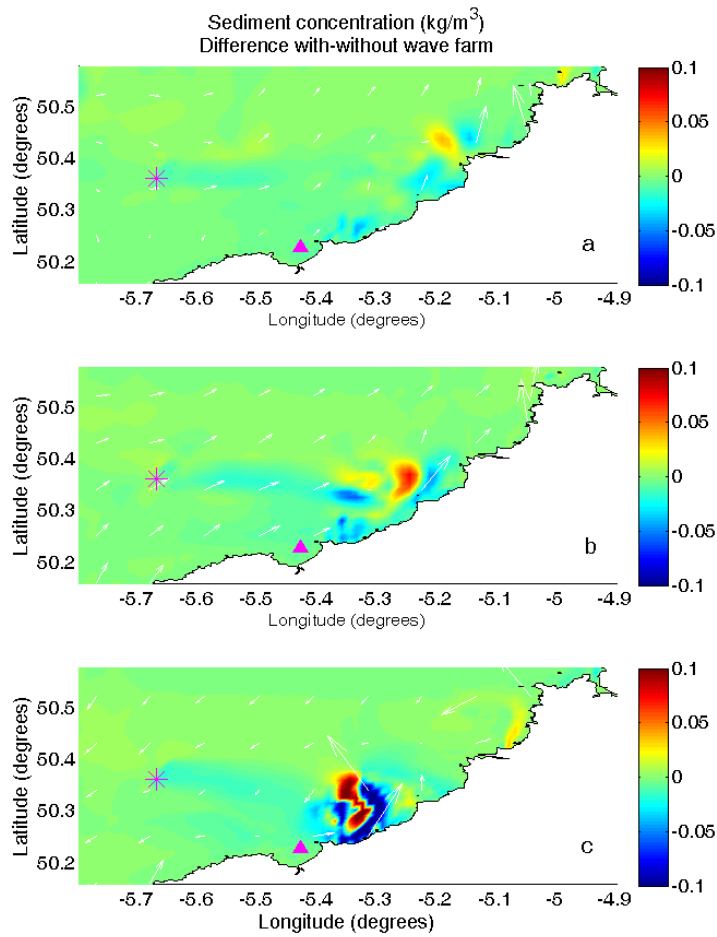 Sediment concentration (kg/m³)
Difference with-without wave farm
Latitude (degrees)
50.5
50.4
50.3
50.2
-5.7 -5.6 -5.5 -5.4 -5.3 -5.2 -5.1 -5 -4.9
Longitude (degrees)
a
0.1
0.05
0
-0.05
-0.1
Latitude (degrees)
50.5
50.4
50.3
50.2
-5.7 -5.6 -5.5 -5.4 -5.3 -5.2 -5.1 -5 -4.9
Longitude (degrees)
b
0.1
0.05
0
-0.05
-0.1
Latitude (degrees)
50.5
50.4
50.3
50.2
-5.7 -5.6 -5.5 -5.4 -5.3 -5.2 -5.1 -5 -4.9
Longitude (degrees)
c
0.1
0.05
0
-0.05
-0.1